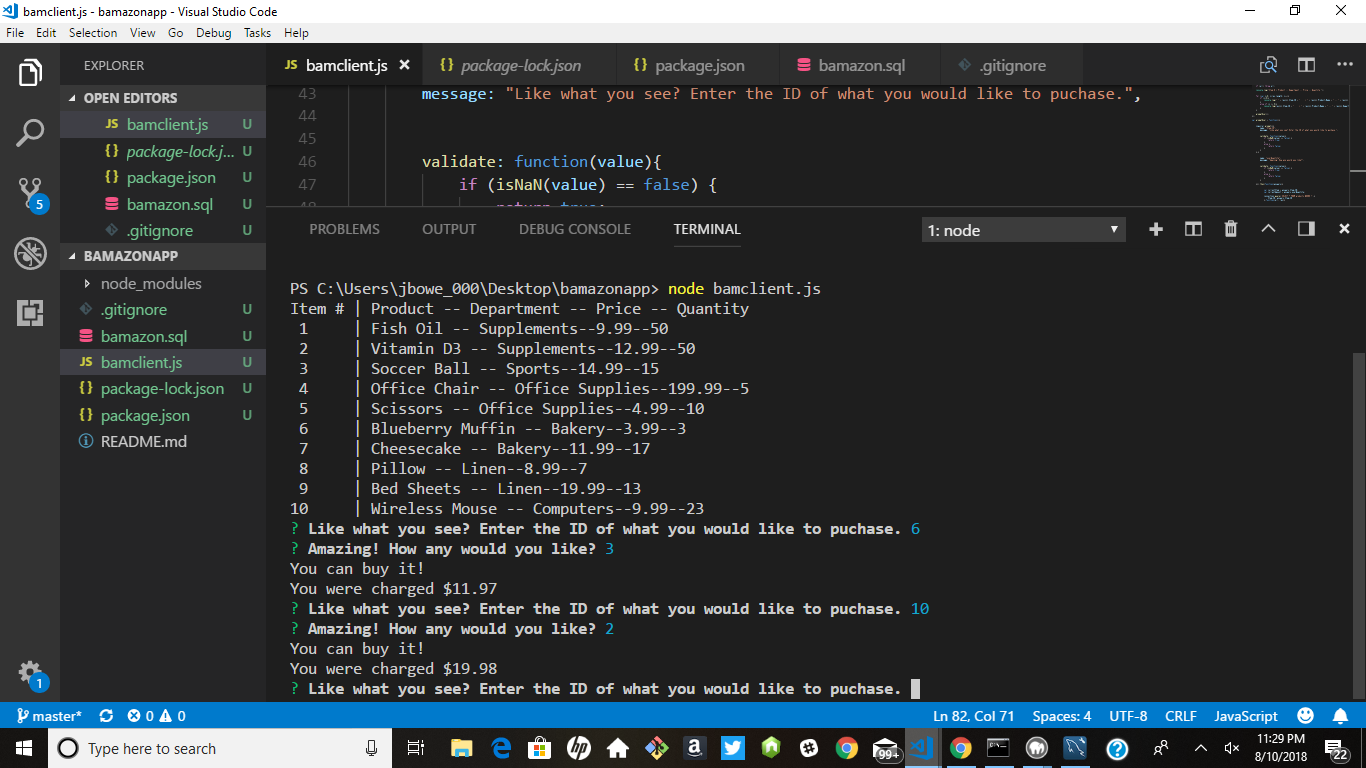 bamclient.js - bamazonapp - Visual Studio Code
File Edit Selection View Go Debug Tasks Help
EXPLORER
OPEN EDITORS
JS bamclient.js U
{} package-lock.j... U
{} package.json U
bamazon.sql U
.gitignore U
BAMAZONAPP
node_modules
.gitignore U
bamazon.sql U
JS bamclient.js U
{} package-lock.json U
{} package.json U
README.md
5
1
JS bamclient.js {} package-lock.json {} package.json bamazon.sql .gitignore
43 message: "Like what you see? Enter the ID of what you would like to puchase.",
44
45
46 validate: function(value){
47 if (isNaN(value) == false) {
48 return true;
PROBLEMS OUTPUT DEBUG CONSOLE TERMINAL 1: node
PS C:\Users\jbowe_000\Desktop\bamazonapp> node bamclient.js
Item # | Product -- Department -- Price -- Quantity
1 | Fish Oil -- Supplements--9.99--50
2 | Vitamin D3 -- Supplements--12.99--50
3 | Soccer Ball -- Sports--14.99--15
4 | Office Chair -- Office Supplies--199.99--5
5 | Scissors -- Office Supplies--4.99--10
6 | Blueberry Muffin -- Bakery--3.99--3
7 | Cheesecake -- Bakery--11.99--17
8 | Pillow -- Linen--8.99--7
9 | Bed Sheets -- Linen--19.99--13
10 | Wireless Mouse -- Computers--9.99--23
? Like what you see? Enter the ID of what you would like to puchase. 6
? Amazing! How any would you like? 3
You can buy it!
You were charged $11.97
? Like what you see? Enter the ID of what you would like to puchase. 10
? Amazing! How any would you like? 2
You can buy it!
You were charged $19.98
? Like what you see? Enter the ID of what you would like to puchase.
master* 0 0 Ln 82, Col 71 Spaces: 4 UTF-8 CRLF JavaScript
Type here to search
hp
a
99+
11:29 PM
8/10/2018
22